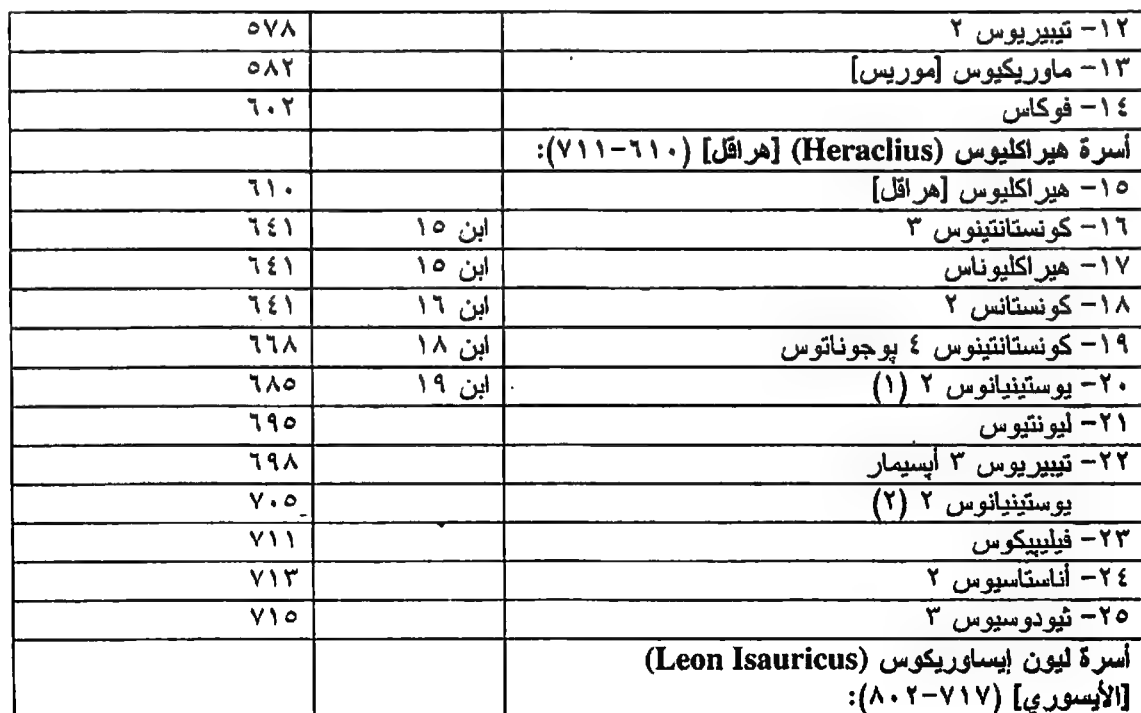 ١٢- تيبيريوس ٢ ٥٧٨
١٣- ماوريكيوس [موريس] ٥٨٢
١٤- فوكاس ٦٠٢
أسرة هيراكليوس (Heraclius) [هراقل] (٦١٠-٧١١):
١٥- هيراكليوس [هراقل] ٦١٠
١٦- كونستانتينوس ٣ ابن ١٥ ٦٤١
١٧- هيراكليوناس ابن ١٥ ٦٤١
١٨- كونستانس ٢ ابن ١٦ ٦٤١
١٩- كونستانتينوس ٤ پوجوناتوس ابن ١٨ ٦٦٨
٢٠- يوستينيانوس ٢ (١) ابن ١٩ ٦٨٥
٢١- ليونتيوس ٦٩٥
٢٢- تيبيريوس ٣ أپسيمار ٦٩٨
يوستينيانوس ٢ (٢) ٧٠٥
٢٣- فيليپيكوس ٧١١
٢٤- أناستاسيوس ٢ ٧١٣
٢٥- ثيودوسيوس ٣ ٧١٥
أسرة ليون إيساوريكوس (Leon Isauricus)
[الأيسوري] (٧١٧-٨٠٢):